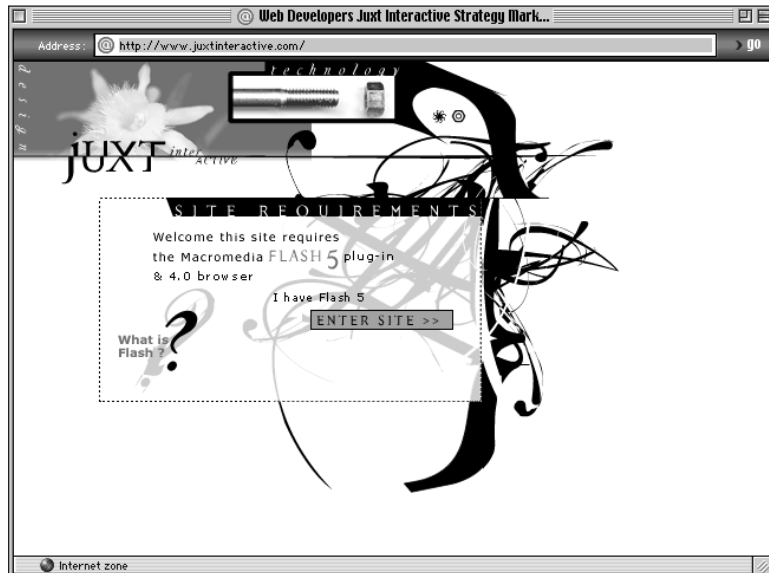 Web Developers Juxt Interactive Strategy Mark...
Address: http://www.juxtinteractive.com/ go
technology
design
jUXT inter ACTIVE
SITE REQUIREMENTS
Welcome this site requires
the Macromedia FLASH 5 plug-in
& 4.0 browser
I have Flash 5
ENTER SITE >>
What is
Flash ?
?
Internet zone